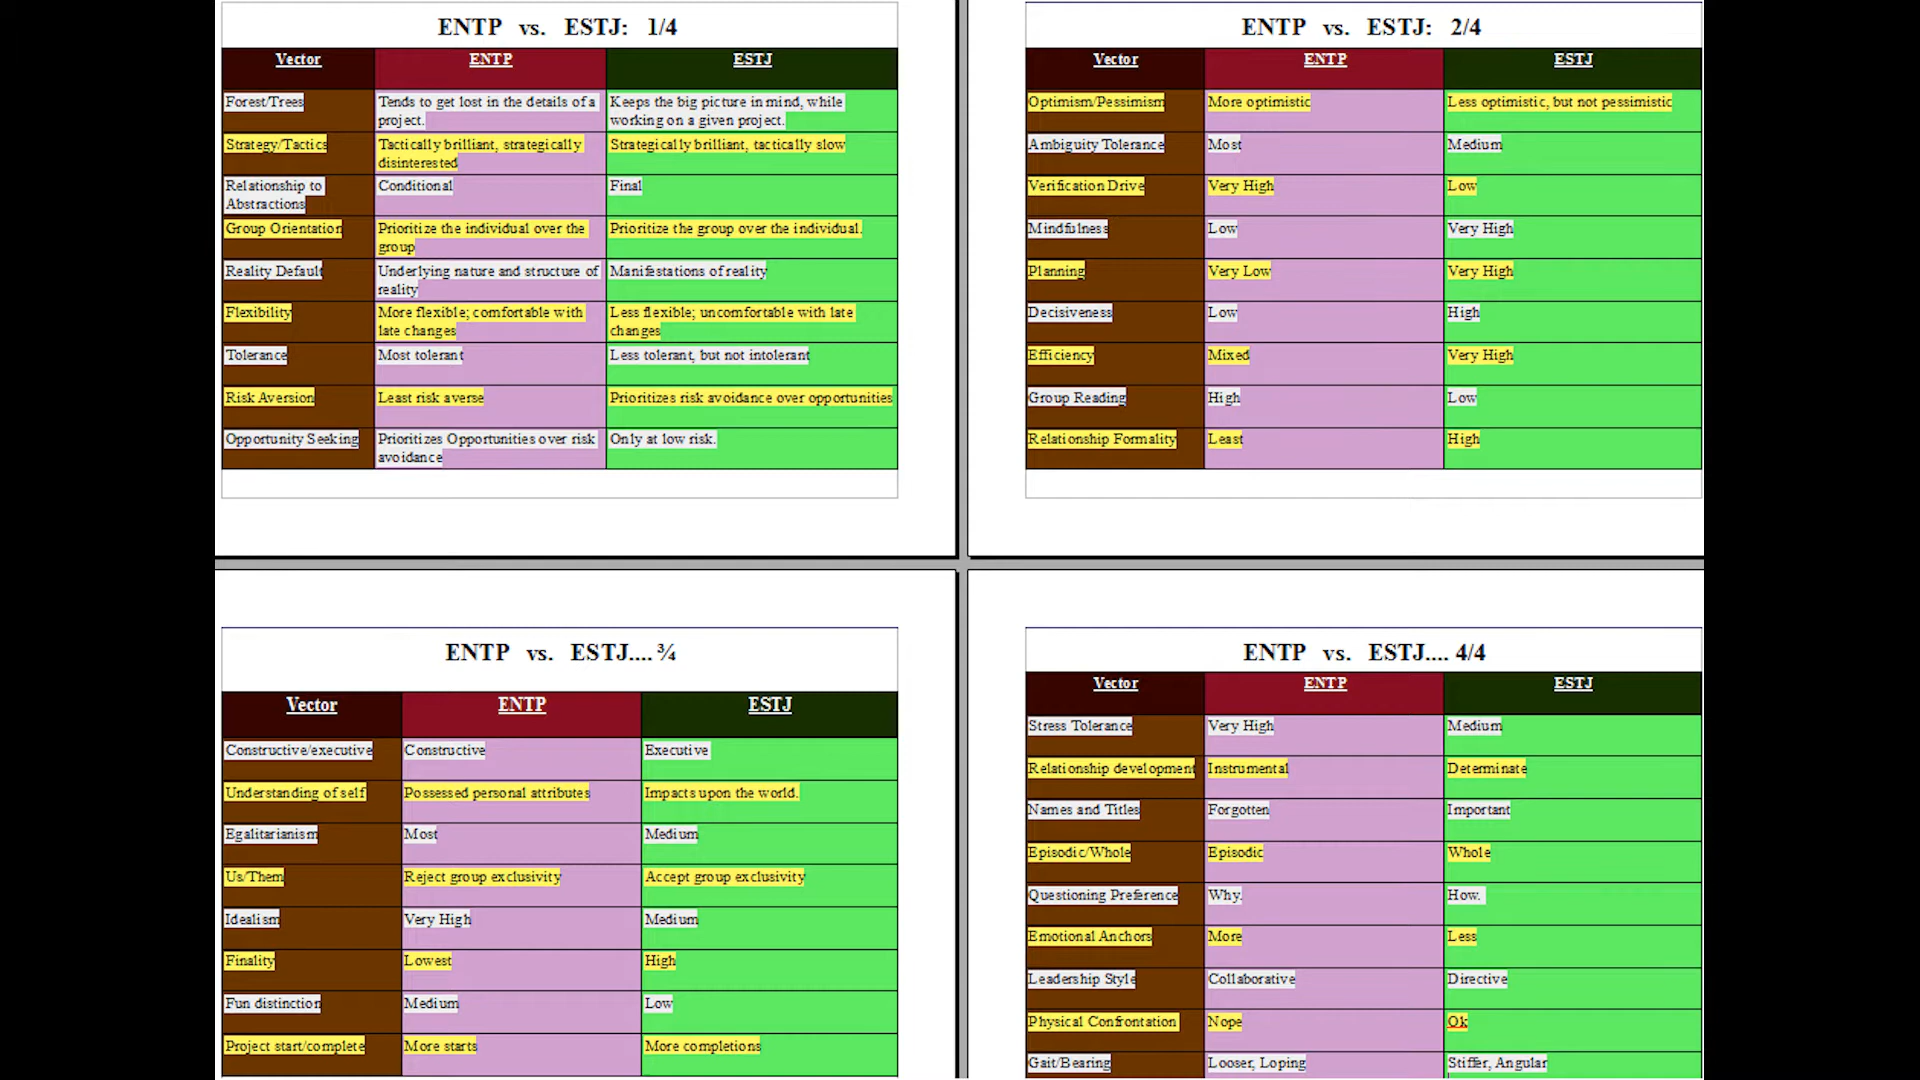 ENTP vs. ESTJ: 1/4
Vector ENTP ESTJ
Forest/Trees Tends to get lost in the details of a project. Keeps the big picture in mind, while working on a given project.
Strategy/Tactics Tactically brilliant, strategically disinterested Strategically brilliant, tactically slow
Relationship to Abstractions Conditional Final
Group Orientation Prioritize the individual over the group Prioritize the group over the individual.
Reality Default Underlying nature and structure of reality Manifestations of reality
Flexibility More flexible; comfortable with late changes Less flexible; uncomfortable with late changes
Tolerance Most tolerant Less tolerant, but not intolerant
Risk Aversion Least risk averse Prioritizes risk avoidance over opportunities
Opportunity Seeking Prioritizes Opportunities over risk avoidance Only at low risk.
ENTP vs. ESTJ: 2/4
Vector ENTP ESTJ
Optimism/Pessimism More optimistic Less optimistic, but not pessimistic
Ambiguity Tolerance Most Medium
Verification Drive Very High Low
Mindfulness Low Very High
Planning Very Low Very High
Decisiveness Low High
Efficiency Mixed Very High
Group Reading High Low
Relationship Formality Least High
ENTP vs. ESTJ.... ¾
Vector ENTP ESTJ
Constructive/executive Constructive Executive
Understanding of self Possessed personal attributes Impacts upon the world.
Egalitarianism Most Medium
Us/Them Reject group exclusivity Accept group exclusivity
Idealism Very High Medium
Finality Lowest High
Fun distinction Medium Low
Project start/complete More starts More completions
ENTP vs. ESTJ.... 4/4
Vector ENTP ESTJ
Stress Tolerance Very High Medium
Relationship development Instrumental Determinate
Names and Titles Forgotten Important
Episodic/Whole Episodic Whole
Questioning Preference Why. How.
Emotional Anchors More Less
Leadership Style Collaborative Directive
Physical Confrontation Nope Ok
Gait/Bearing Looser, Loping Stiffer, Angular